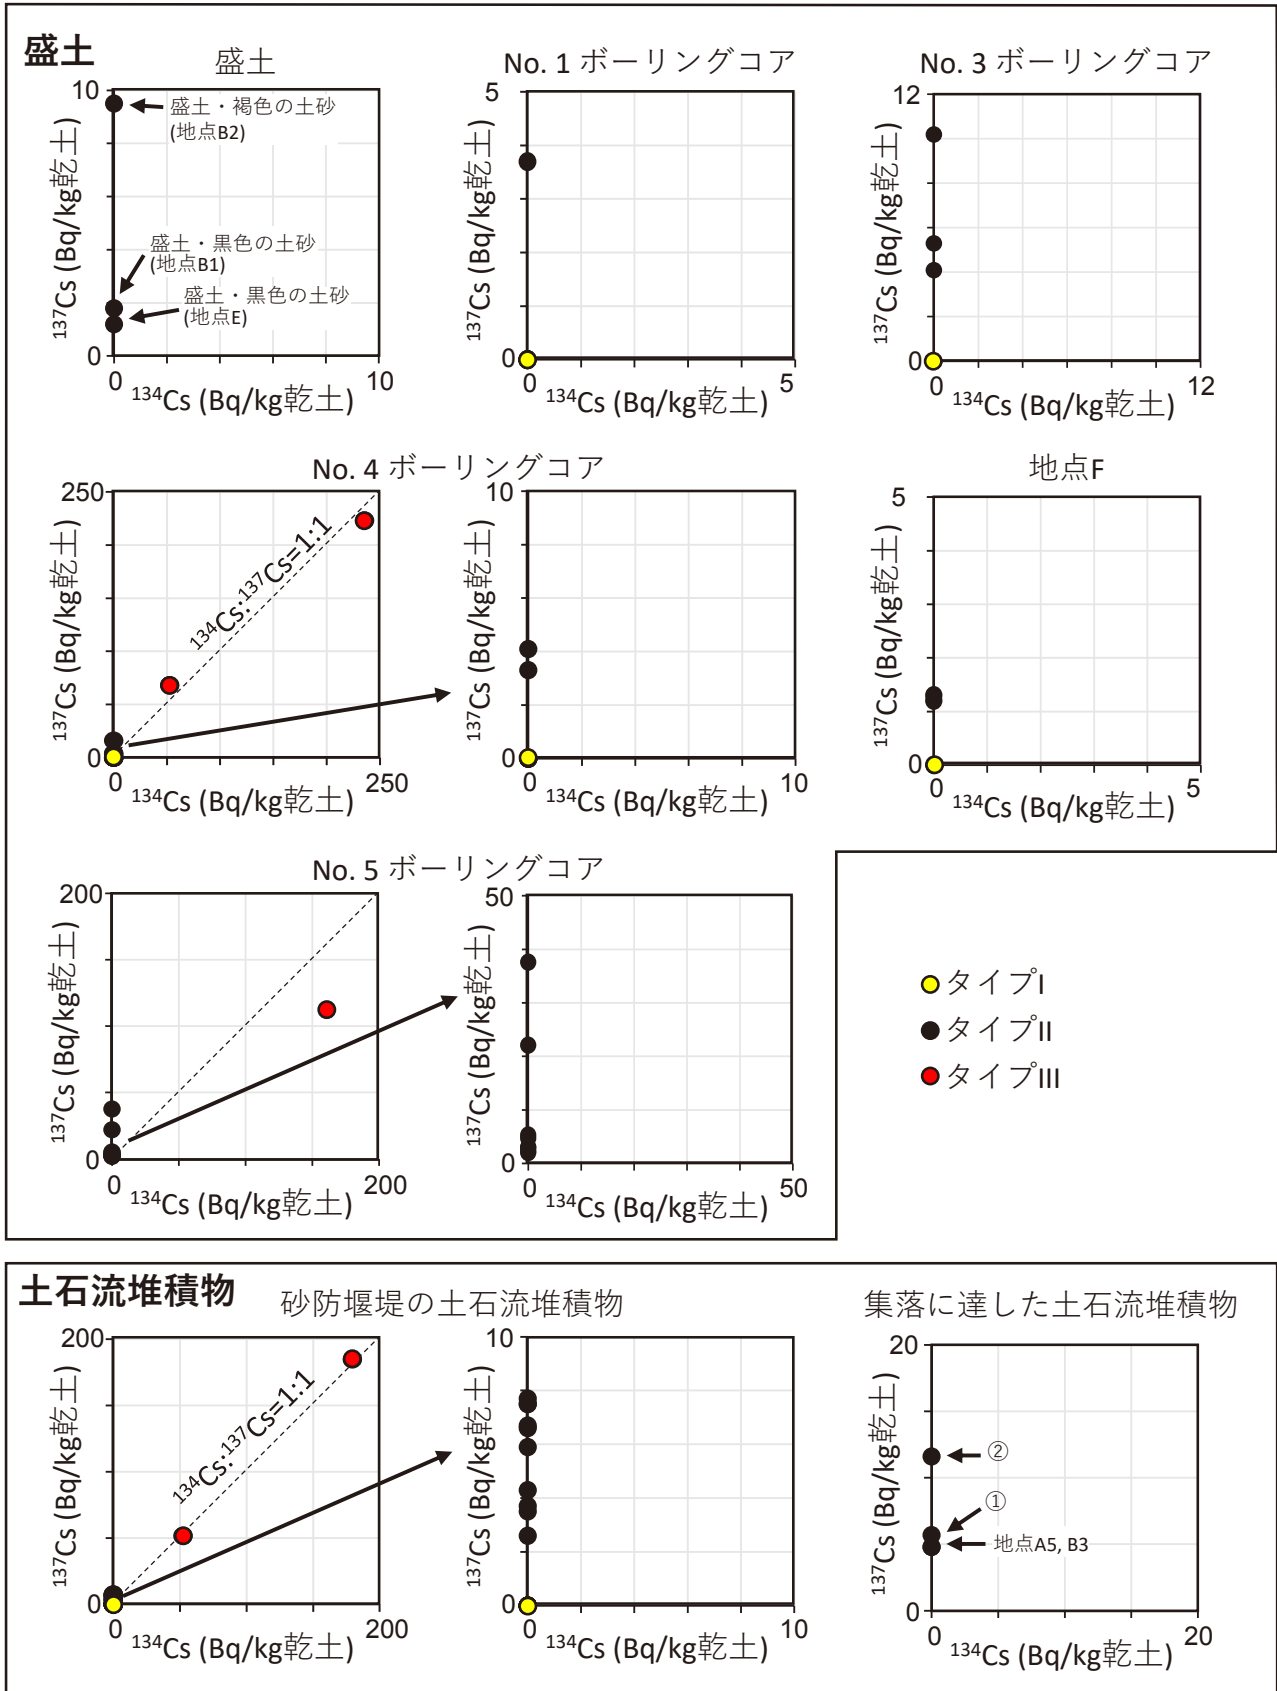 盛土
盛土
10
盛土・褐色の土砂
(地点B2)
盛土・黒色の土砂
(地点B1)
盛土・黒色の土砂
(地点E)
137Cs (Bq/kg乾土)
0
0
10
134Cs (Bq/kg乾土)
No. 1 ボーリングコア
5
137Cs (Bq/kg乾土)
0
0
5
134Cs (Bq/kg乾土)
No. 3 ボーリングコア
12
137Cs (Bq/kg乾土)
0
0
12
134Cs (Bq/kg乾土)
No. 4 ボーリングコア
250
134Cs:137Cs=1:1
137Cs (Bq/kg乾土)
0
0
250
134Cs (Bq/kg乾土)
10
137Cs (Bq/kg乾土)
0
0
10
134Cs (Bq/kg乾土)
地点F
5
137Cs (Bq/kg乾土)
0
0
5
134Cs (Bq/kg乾土)
No. 5 ボーリングコア
200
137Cs (Bq/kg乾土)
0
0
200
134Cs (Bq/kg乾土)
50
137Cs (Bq/kg乾土)
0
0
50
134Cs (Bq/kg乾土)
タイプI
タイプII
タイプIII
土石流堆積物
砂防堰堤の土石流堆積物
200
134Cs:137Cs=1:1
137Cs (Bq/kg乾土)
0
0
200
134Cs (Bq/kg乾土)
10
137Cs (Bq/kg乾土)
0
0
10
134Cs (Bq/kg乾土)
集落に達した土石流堆積物
20
②
①
地点A5, B3
137Cs (Bq/kg乾土)
0
0
20
134Cs (Bq/kg乾土)